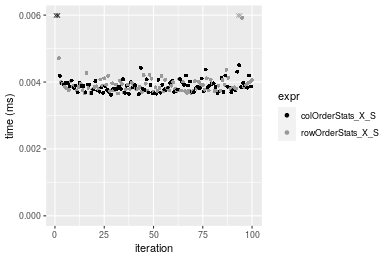 0.006
0.004
0.002
0.000
time (ms)
0
25
50
75
100
iteration
expr
colOrderStats_X_S
rowOrderStats_X_S